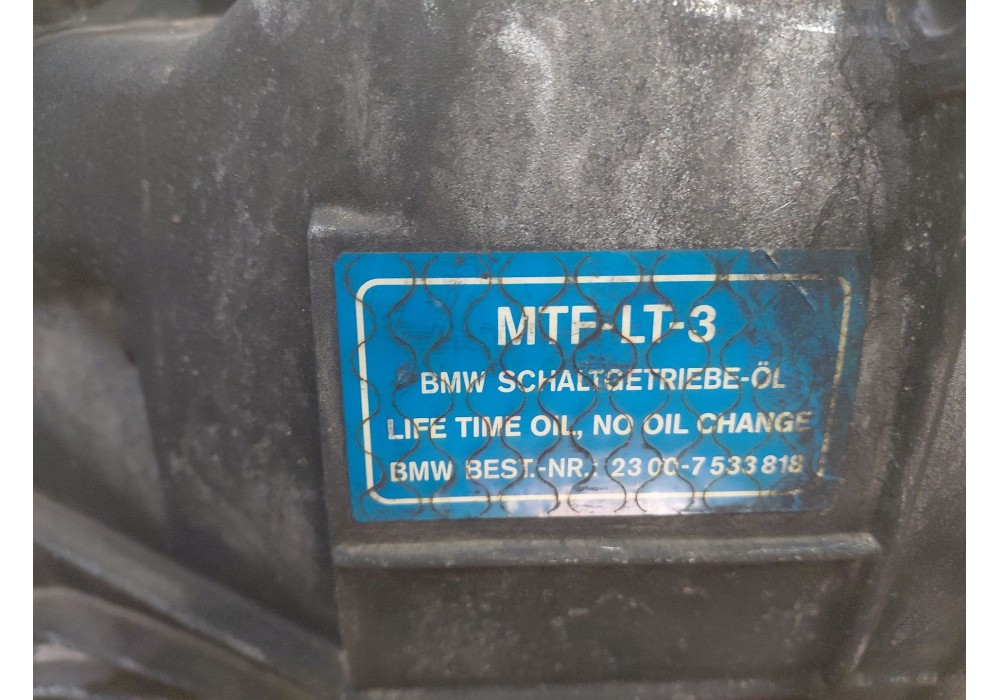 MTF-LT-3
BMW SCHALTGETRIEBE-ÖL
LIFE TIME OIL, NO OIL CHANGE
BMW BEST.-NR.: 23 00-7 533 818